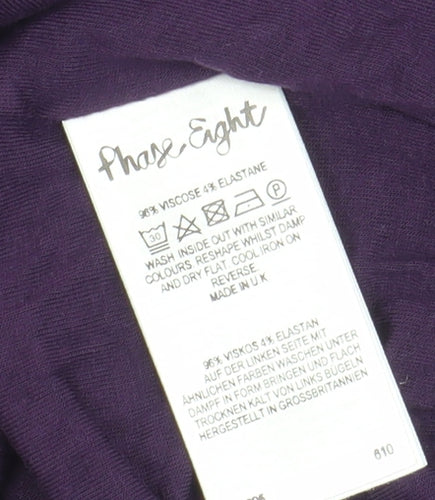 Phase Eight
96% VISCOSE 4% ELASTANE
30 P
WASH INSIDE OUT WITH SIMILAR
COLOURS RESHAPE WHILST DAMP
AND DRY FLAT. COOL IRON ON
REVERSE.
MADE IN U K
96% VISKOS 4% ELASTAN
AUF DER LINKEN SEITE MIT
ÄHNLICHEN FARBEN WASCHEN UNTER
DAMPF IN FORM BRINGEN UND FLACH
TROCKNEN KALT VON LINKS BUGELN
HERGESTELLT IN GROSSBRITANNIEN
610